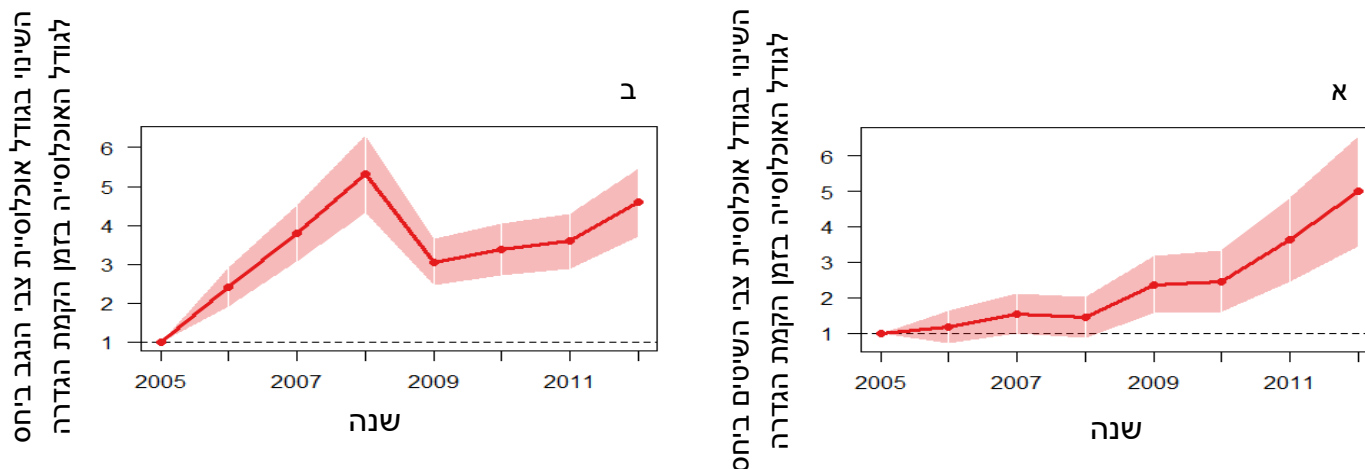 השינוי בגודל אוכלוסיית צבי השיטים ביחס
לגודל האוכלוסייה בזמן הקמת הגדרה
א
6
5
4
3
2
1
2005 2007 2009 2011
שנה
השינוי בגודל אוכלוסיית צבי הנגב ביחס
לגודל האוכלוסייה בזמן הקמת הגדרה
ב
6
5
4
3
2
1
2005 2007 2009 2011
שנה